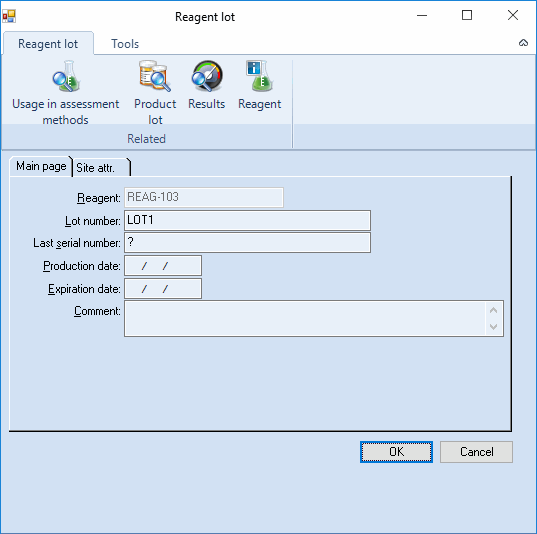 Reagent lot
Reagent lot Tools
Usage in assessment methods
Product lot
Results
Reagent
Related
Main page Site attr.
Reagent: REAG-103
Lot number: LOT1
Last serial number: ?
Production date: / /
Expiration date: / /
Comment:
OK Cancel